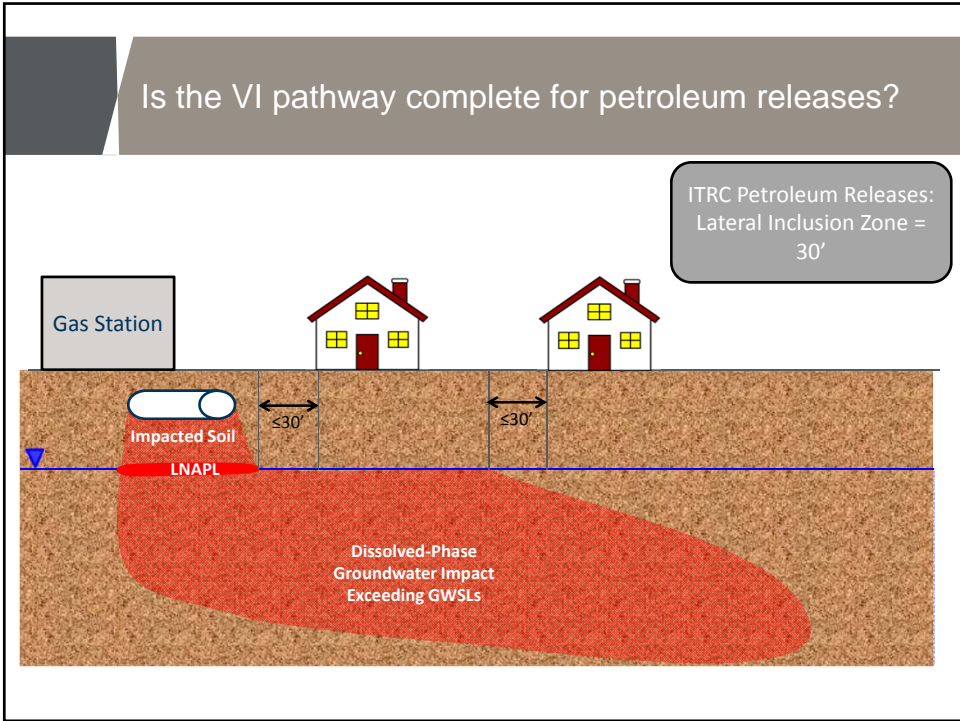 Is the VI pathway complete for petroleum releases?
ITRC Petroleum Releases:
Lateral Inclusion Zone =
30’
Gas Station
≤30’
≤30’
Impacted Soil
LNAPL
Dissolved-Phase
Groundwater Impact
Exceeding GWSLs